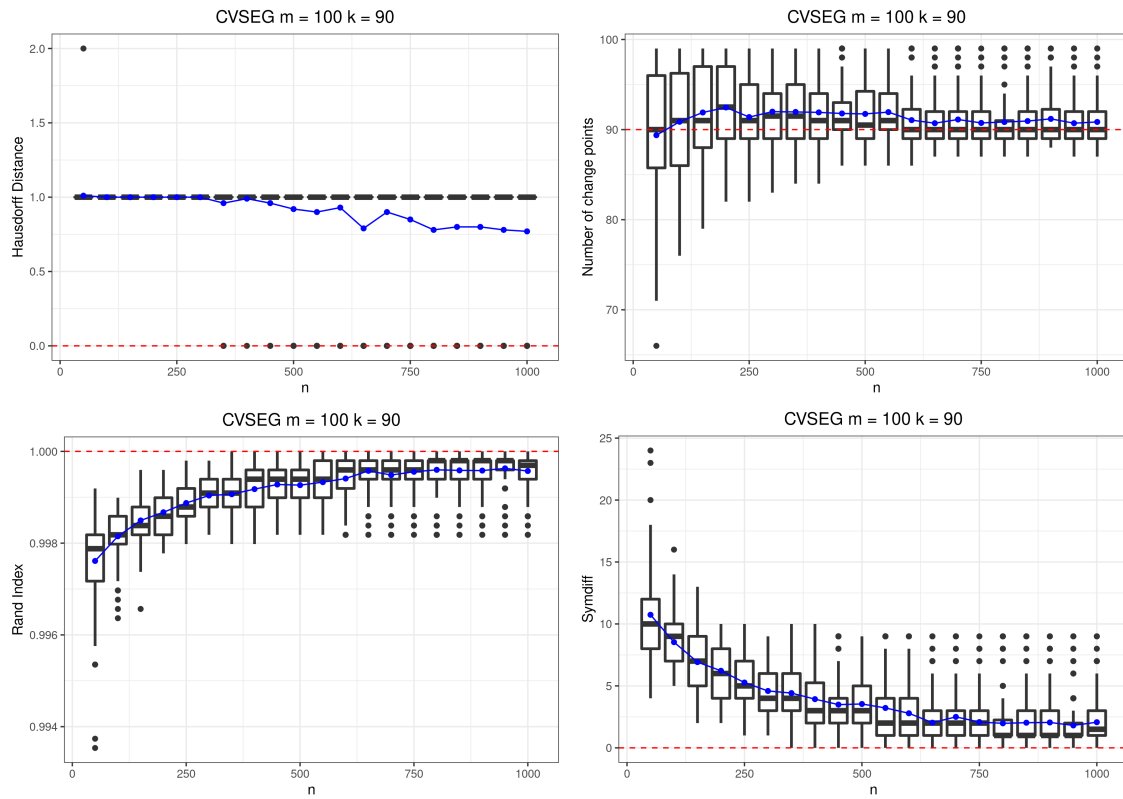 CVSEG m = 100 k = 90
Hausdorff Distance
2.0
1.5
1.0
0.5
0.0
0 250 500 750 1000
n
CVSEG m = 100 k = 90
Number of change points
100
90
80
70
0 250 500 750 1000
n
CVSEG m = 100 k = 90
Rand Index
1.000
0.998
0.996
0.994
0 250 500 750 1000
n
CVSEG m = 100 k = 90
Symdiff
25
20
15
10
5
0
0 250 500 750 1000
n